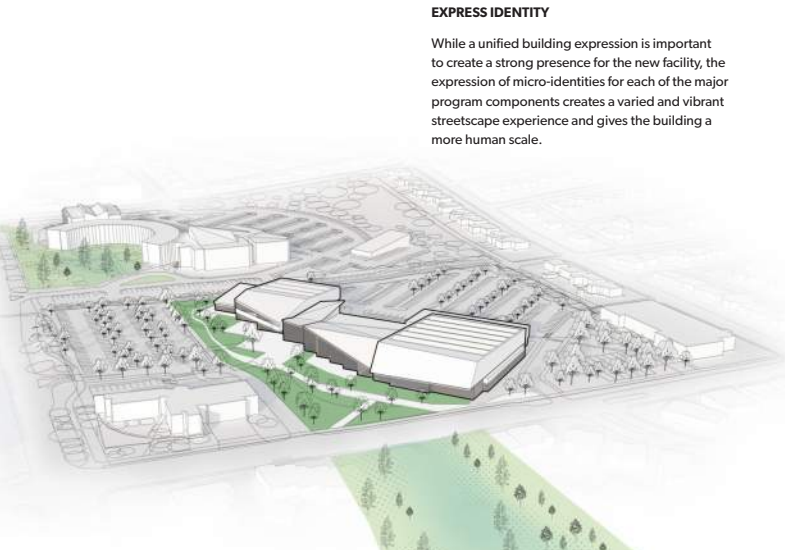 EXPRESS IDENTITY
While a unified building expression is important
to create a strong presence for the new facility, the
expression of micro-identities for each of the major
program components creates a varied and vibrant
streetscape experience and gives the building a
more human scale.